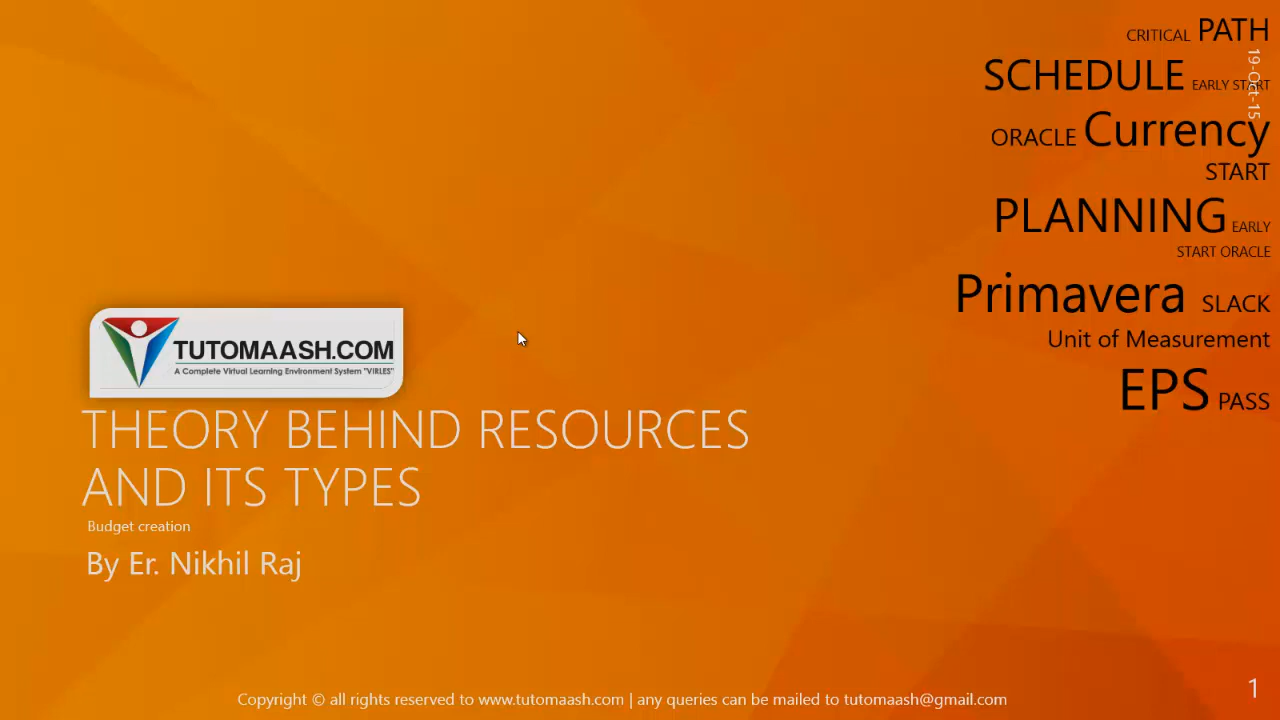 CRITICAL PATH
SCHEDULE EARLY START
19-Oct-15
ORACLE Currency
START
PLANNING EARLY
START ORACLE
Primavera SLACK
Unit of Measurement
EPS PASS
TUTOMAASH.COM
A Complete Virtual Learning Environment System "VIRLES"
THEORY BEHIND RESOURCES
AND ITS TYPES
Budget creation
By Er. Nikhil Raj
Copyright © all rights reserved to www.tutomaash.com | any queries can be mailed to tutomaash@gmail.com
1